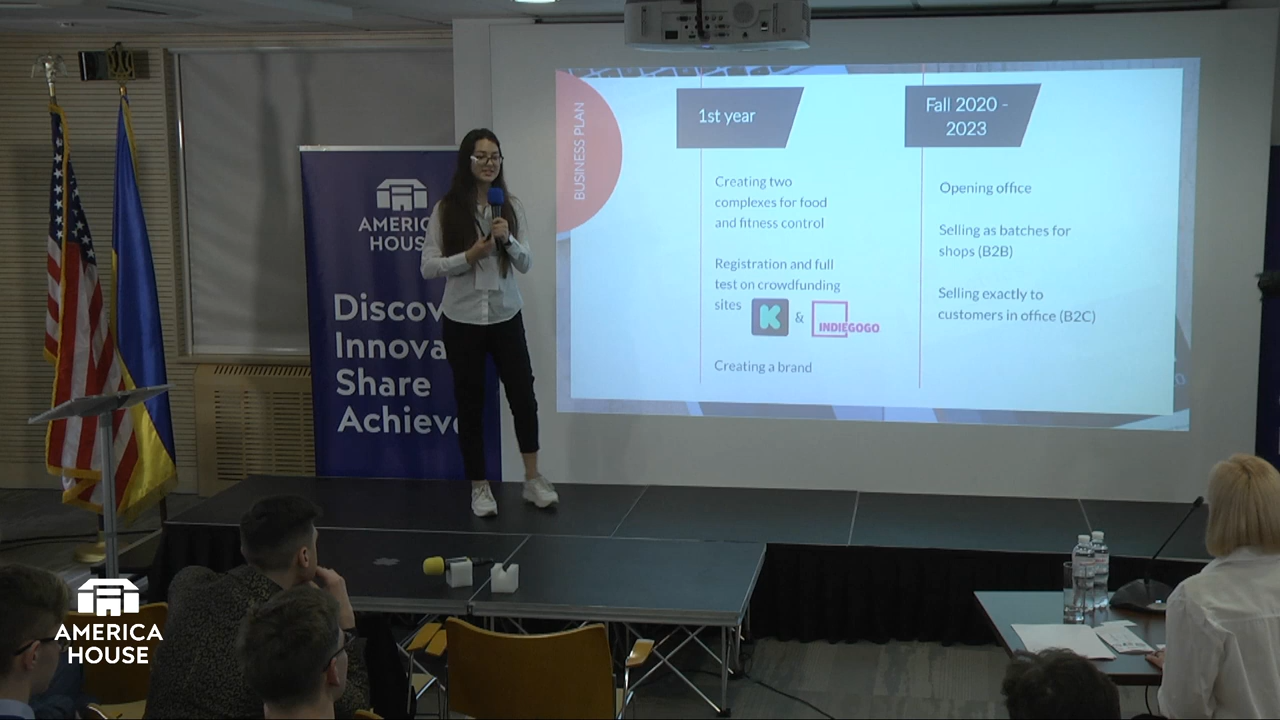 AMERIC
HOUS
Discov
Innova
Share
Achieve
BUSINESS PLAN
1st year
Creating two
complexes for food
and fitness control
Registration and full
test on crowdfunding
sites
K & INDIEGOGO
Creating a brand
Fall 2020 -
2023
Opening office
Selling as batches for
shops (B2B)
Selling exactly to
customers in office (B2C)
AMERICA
HOUSE